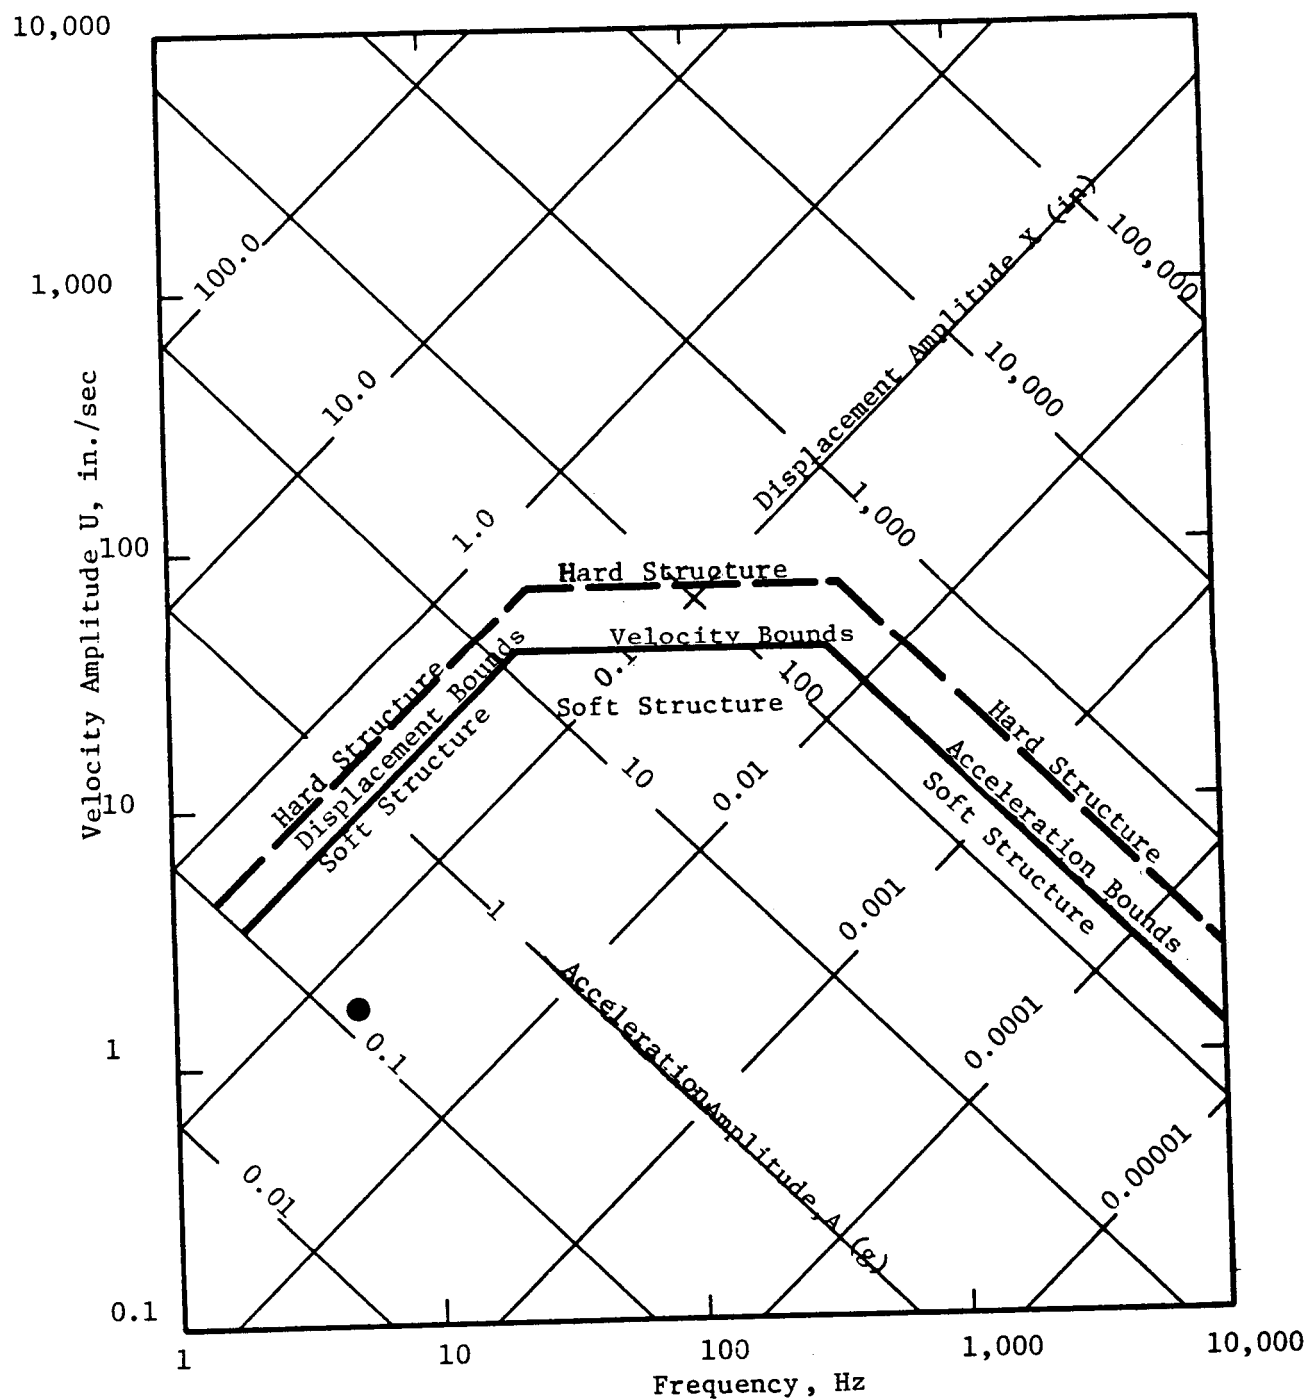 10,000
1,000
100
10
1
0.1
Velocity Amplitude U, in./sec
1
10
100
1,000
10,000
Frequency, Hz
100.0
10.0
1.0
0.1
0.01
0.001
0.0001
0.00001
Displacement Amplitude X (in)
100,000
10,000
1,000
100
10
1
0.1
0.01
Acceleration Amplitude, A (g)
Hard Structure
Velocity Bounds
Soft Structure
Hard Structure
Displacement Bounds
Soft Structure
Hard Structure
Acceleration Bounds
Soft Structure